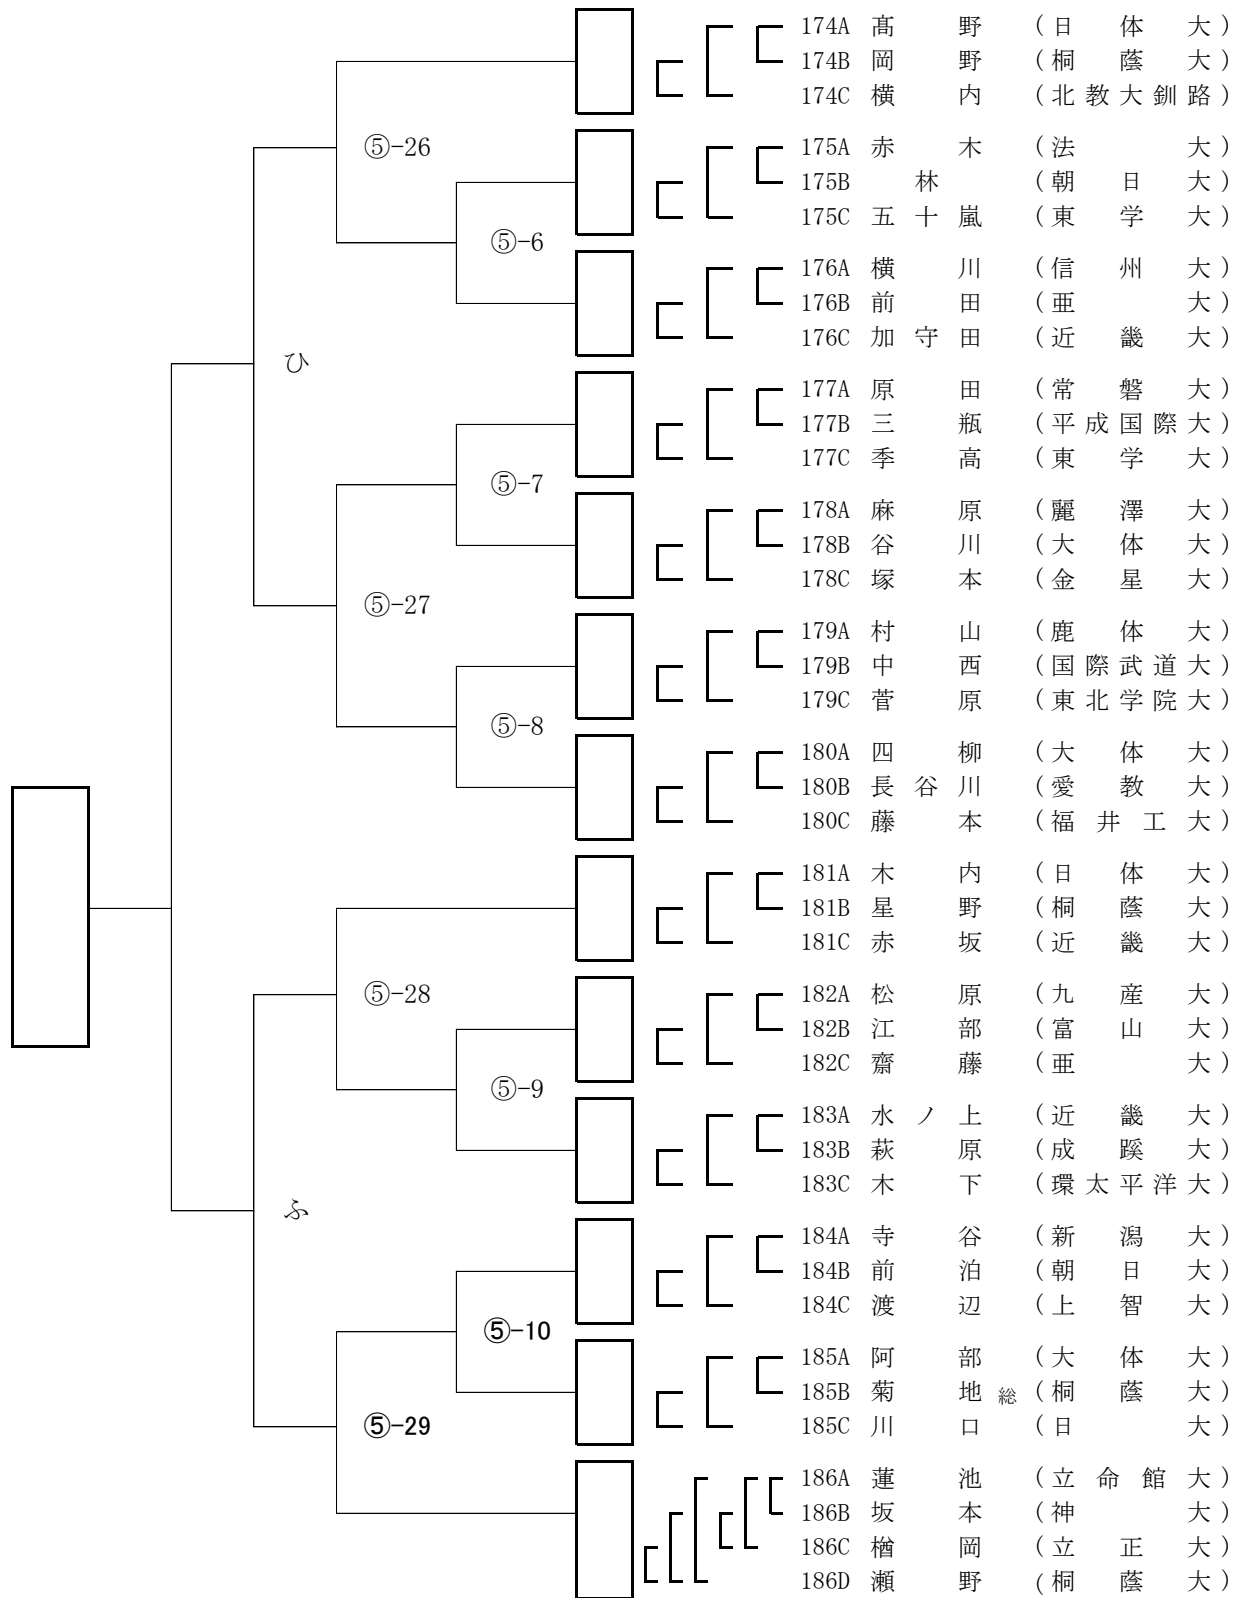 174A 髙野 (日体大)
174B 岡野 (桐蔭大)
174C 横内 (北教大釧路)
⑤-26
175A 赤木 (法大)
175B 林 (朝日大)
175C 五十嵐 (東学大)
⑤-6
176A 横川 (信州大)
176B 前田 (亜大)
176C 加守田 (近畿大)
ひ
177A 原田 (常磐大)
177B 三瓶 (平成国際大)
177C 季高 (東学大)
⑤-7
178A 麻原 (麗澤大)
178B 谷川 (大体大)
178C 塚本 (金星大)
⑤-27
179A 村山 (鹿体大)
179B 中西 (国際武道大)
179C 菅原 (東北学院大)
⑤-8
180A 四柳 (大体大)
180B 長谷川 (愛教大)
180C 藤本 (福井工大)
181A 木内 (日体大)
181B 星野 (桐蔭大)
181C 赤坂 (近畿大)
⑤-28
182A 松原 (九産大)
182B 江部 (富山大)
182C 齋藤 (亜大)
⑤-9
183A 水ノ上 (近畿大)
183B 萩原 (成蹊大)
183C 木下 (環太平洋大)
ふ
184A 寺谷 (新潟大)
184B 前泊 (朝日大)
184C 渡辺 (上智大)
⑤-10
185A 阿部 (大体大)
185B 菊地 総 (桐蔭大)
185C 川口 (日大)
⑤-29
186A 蓮池 (立命館大)
186B 坂本 (神大)
186C 楢岡 (立正大)
186D 瀬野 (桐蔭大)